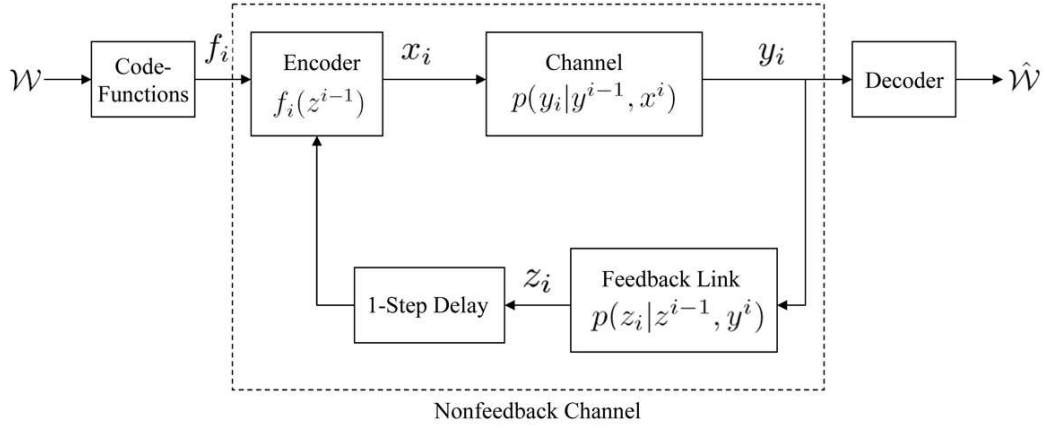 𝒲
Code-
Functions
f_i
Encoder
f_i(z^{i-1})
x_i
Channel
p(y_i|y^{i-1}, x^i)
y_i
Decoder
\hat{𝒲}
1-Step Delay
z_i
Feedback Link
p(z_i|z^{i-1}, y^i)
Nonfeedback Channel